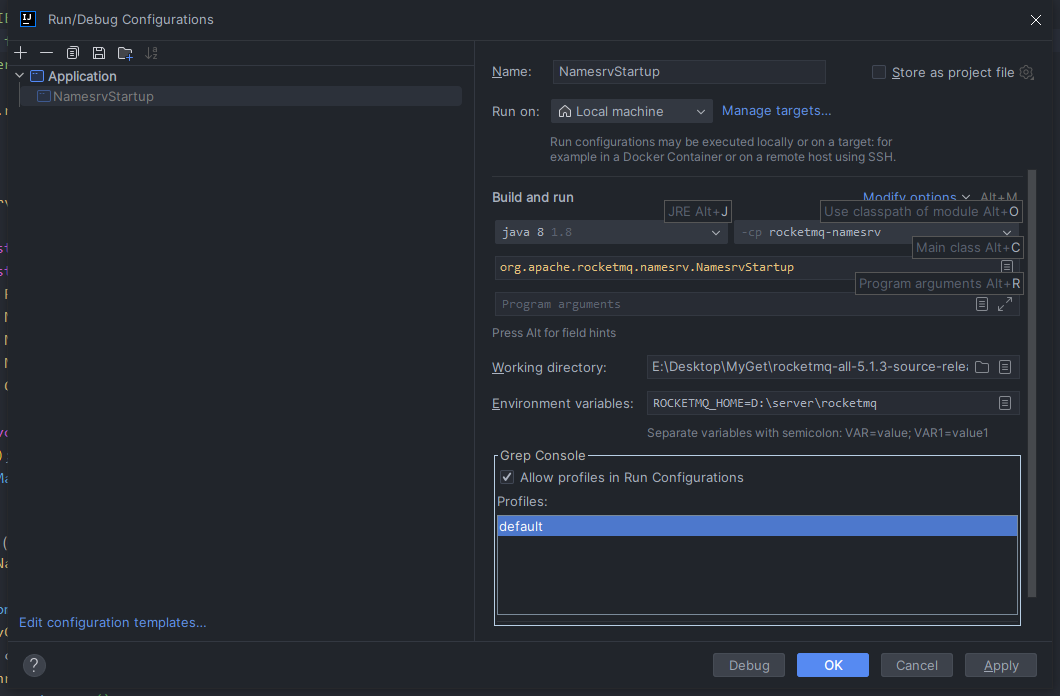 Run/Debug Configurations
Application
NamesrvStartup
Name: NamesrvStartup Store as project file
Run on: Local machine Manage targets...
Run configurations may be executed locally or on a target: for
example in a Docker Container or on a remote host using SSH.
Build and run Modify options Alt+M
JRE Alt+J Use classpath of module Alt+O
java 8 1.8 -cp rocketmq-namesrv
Main class Alt+C
org.apache.rocketmq.namesrv.NamesrvStartup
Program arguments Alt+R
Program arguments
Press Alt for field hints
Working directory: E:\Desktop\MyGet\rocketmq-all-5.1.3-source-relea
Environment variables: ROCKETMQ_HOME=D:\server\rocketmq
Separate variables with semicolon: VAR=value; VAR1=value1
Grep Console
Allow profiles in Run Configurations
Profiles:
default
Edit configuration templates...
? Debug OK Cancel Apply